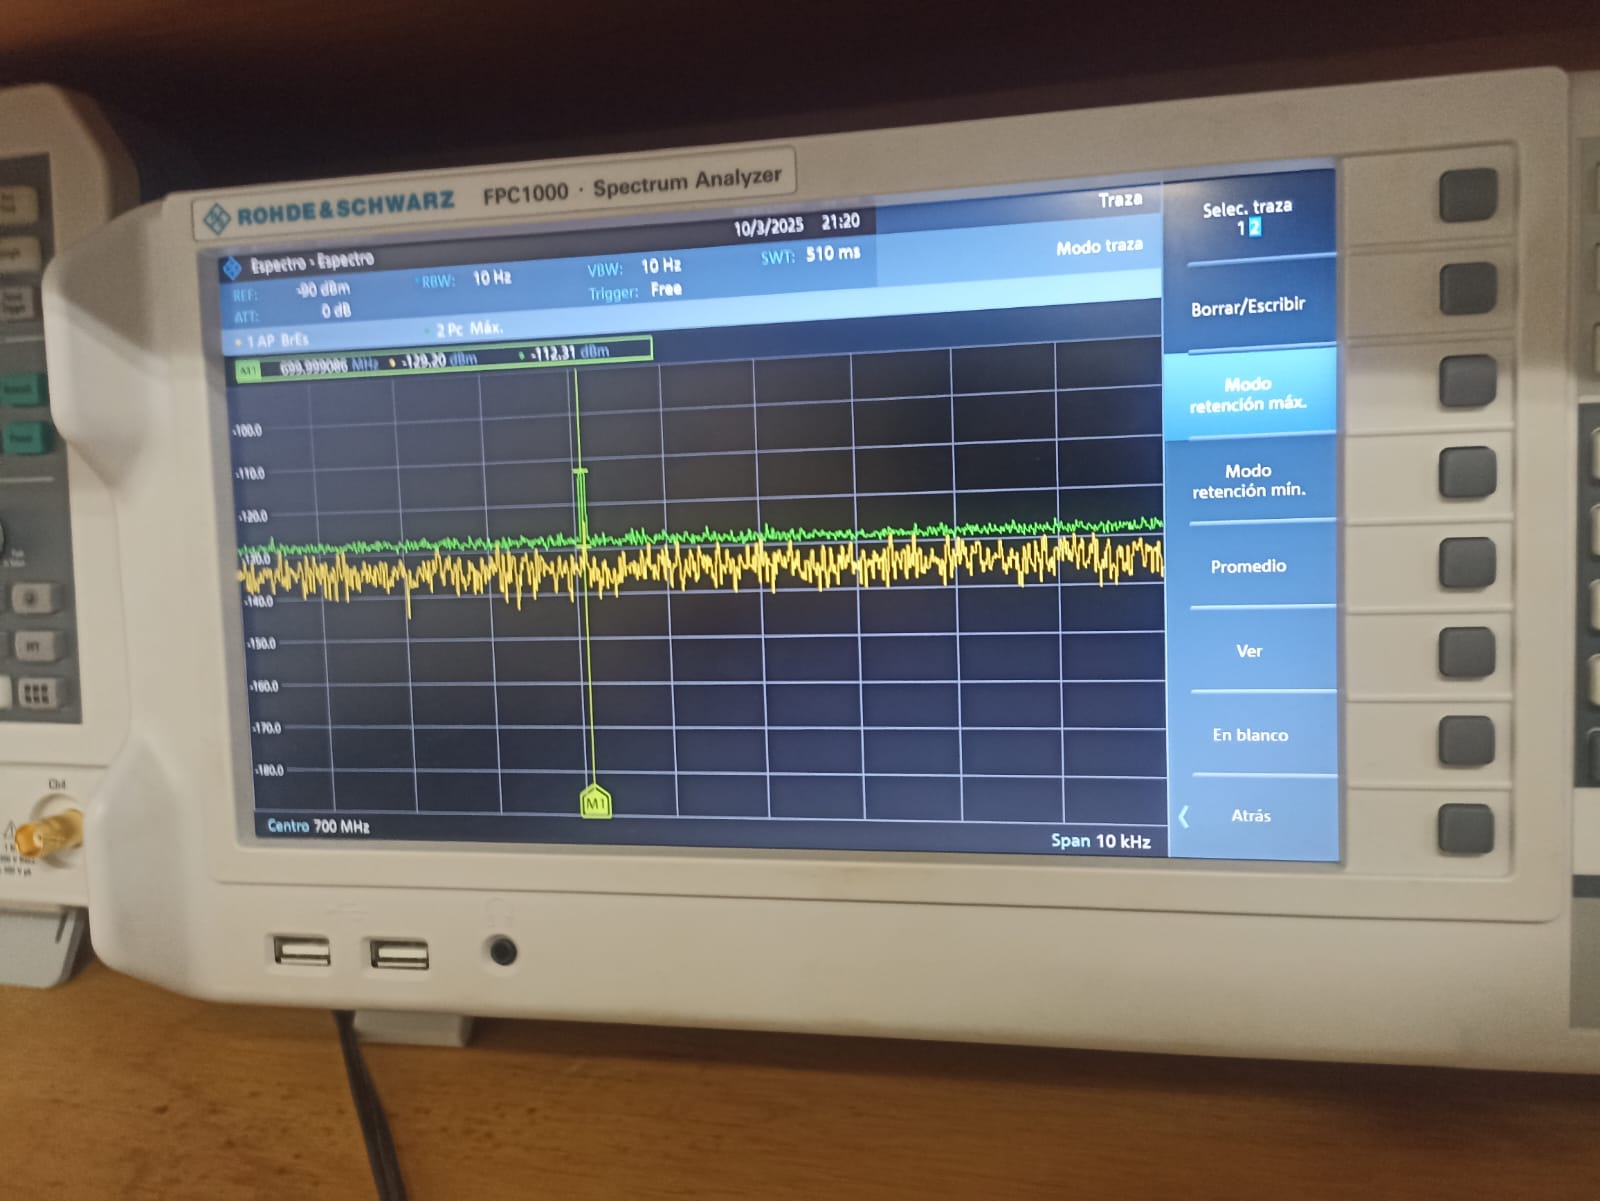 ROHDE&SCHWARZ FPC1000 · Spectrum Analyzer
10/3/2025 21:20
Traza
Espectro › Espectro
REF: -90 dBm
RBW: 10 Hz
VBW: 10 Hz
SWT: 510 ms
ATT: 0 dB
Trigger: Free
Modo traza
1 AP BrEs
2 Pc Máx.
699.999086 MHz -129.20 dBm -112.31 dBm
-100.0
-110.0
-120.0
-130.0
-140.0
-150.0
-160.0
-170.0
-180.0
M1
Centro 700 MHz
Span 10 kHz
Selec. traza
1 2
Borrar/Escribir
Modo
retención máx.
Modo
retención mín.
Promedio
Ver
En blanco
Atrás
Ch4